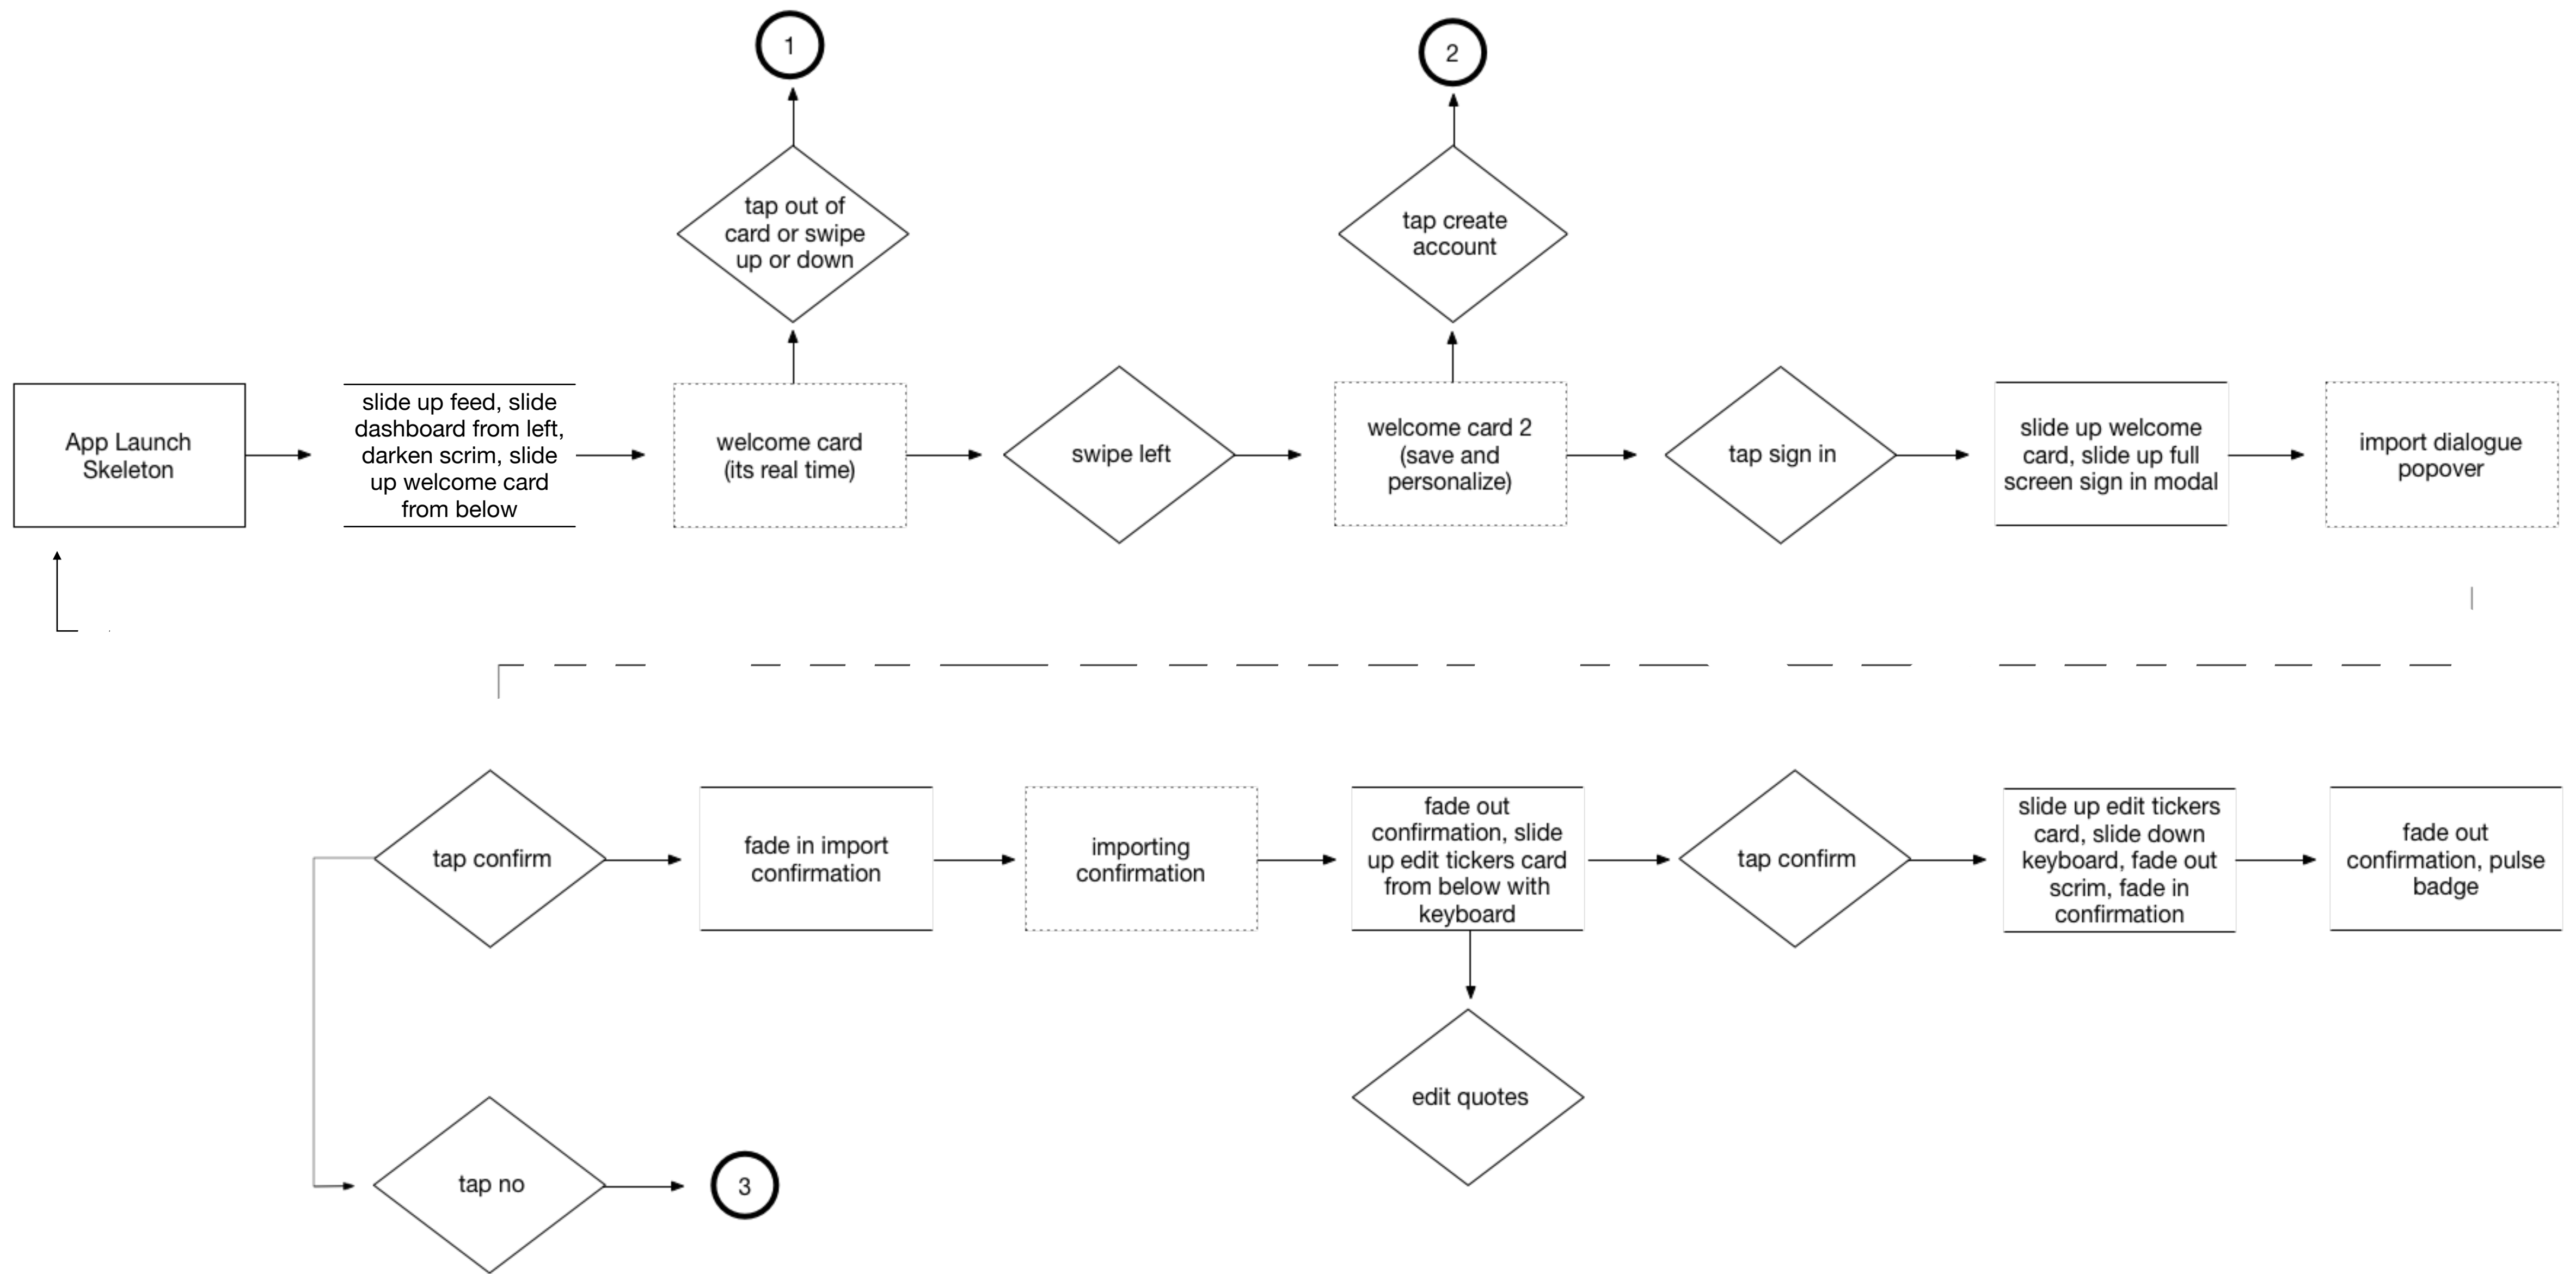 1
2
tap out of
card or swipe
up or down
tap create
account
App Launch
Skeleton
slide up feed, slide
dashboard from left,
darken scrim, slide
up welcome card
from below
welcome card
(its real time)
swipe left
welcome card 2
(save and
personalize)
tap sign in
slide up welcome
card, slide up full
screen sign in modal
import dialogue
popover
tap confirm
fade in import
confirmation
importing
confirmation
fade out
confirmation, slide
up edit tickers card
from below with
keyboard
tap confirm
slide up edit tickers
card, slide down
keyboard, fade out
scrim, fade in
confirmation
fade out
confirmation, pulse
badge
edit quotes
tap no
3